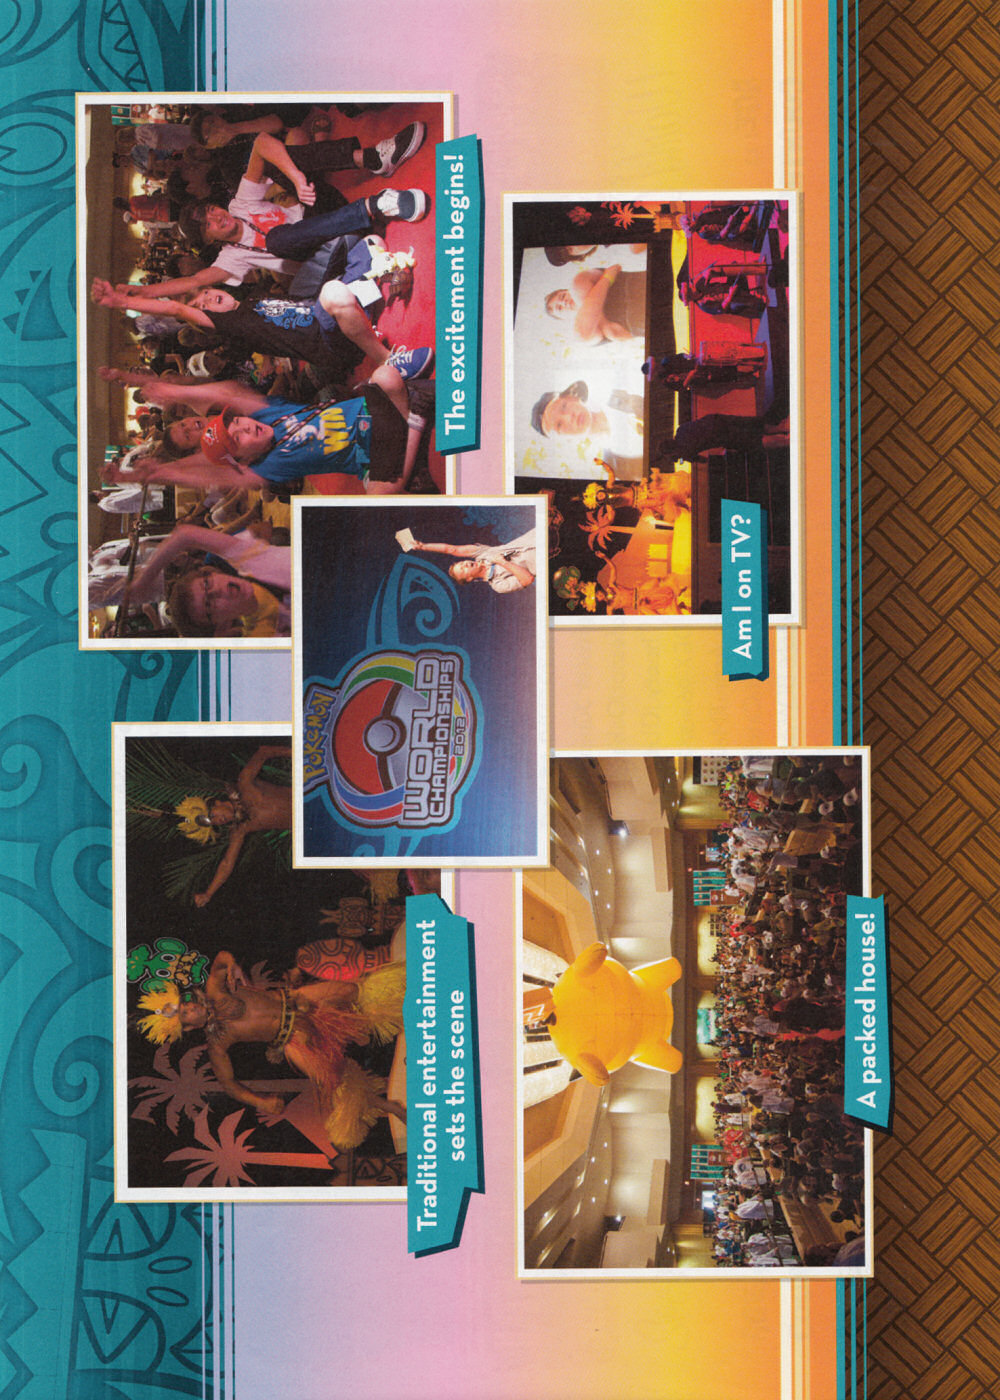 Traditional entertainment
sets the scene
The excitement begins!
WIN
POKéMON
WORLD
CHAMPIONSHIPS
2012
Am I on TV?
A packed house!